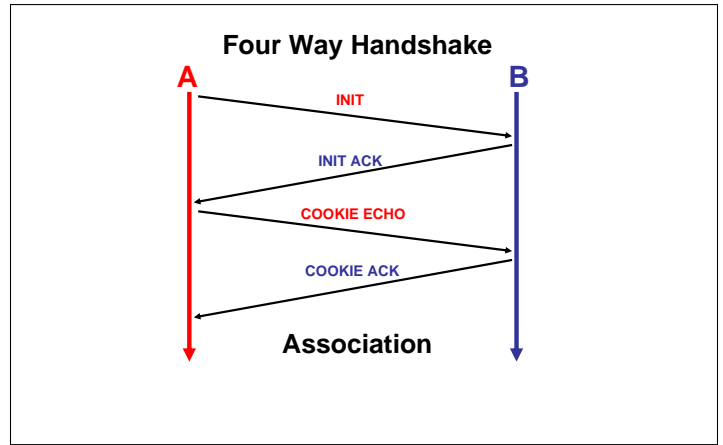 Four Way Handshake
A B
INIT
INIT ACK
COOKIE ECHO
COOKIE ACK
Association